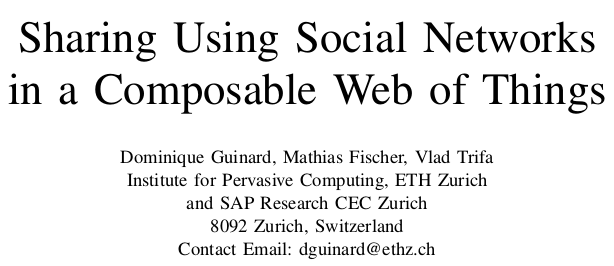 Sharing Using Social Networks
in a Composable Web of Things
Dominique Guinard, Mathias Fischer, Vlad Trifa
Institute for Pervasive Computing, ETH Zurich
and SAP Research CEC Zurich
8092 Zurich, Switzerland
Contact Email: dguinard@ethz.ch